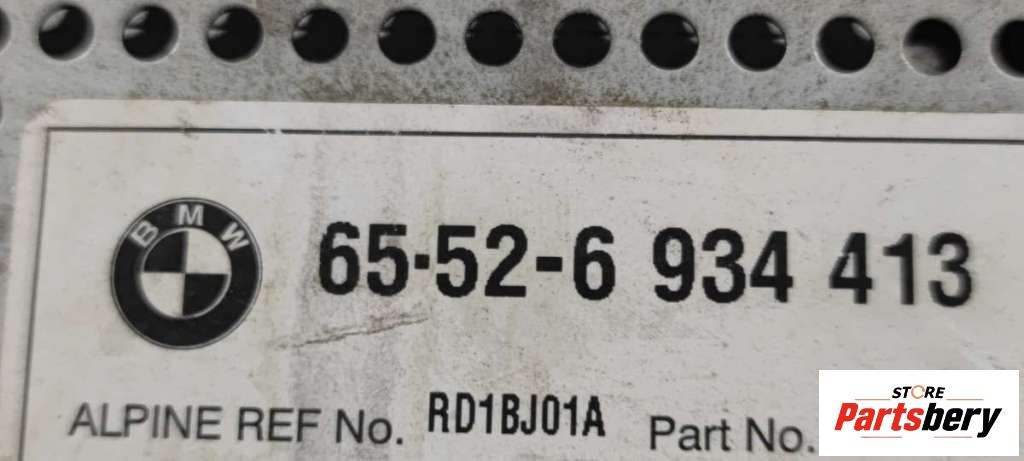 BMW 65·52-6 934 413
ALPINE REF No. RD1BJ01A Part No.
STORE
Partsbery